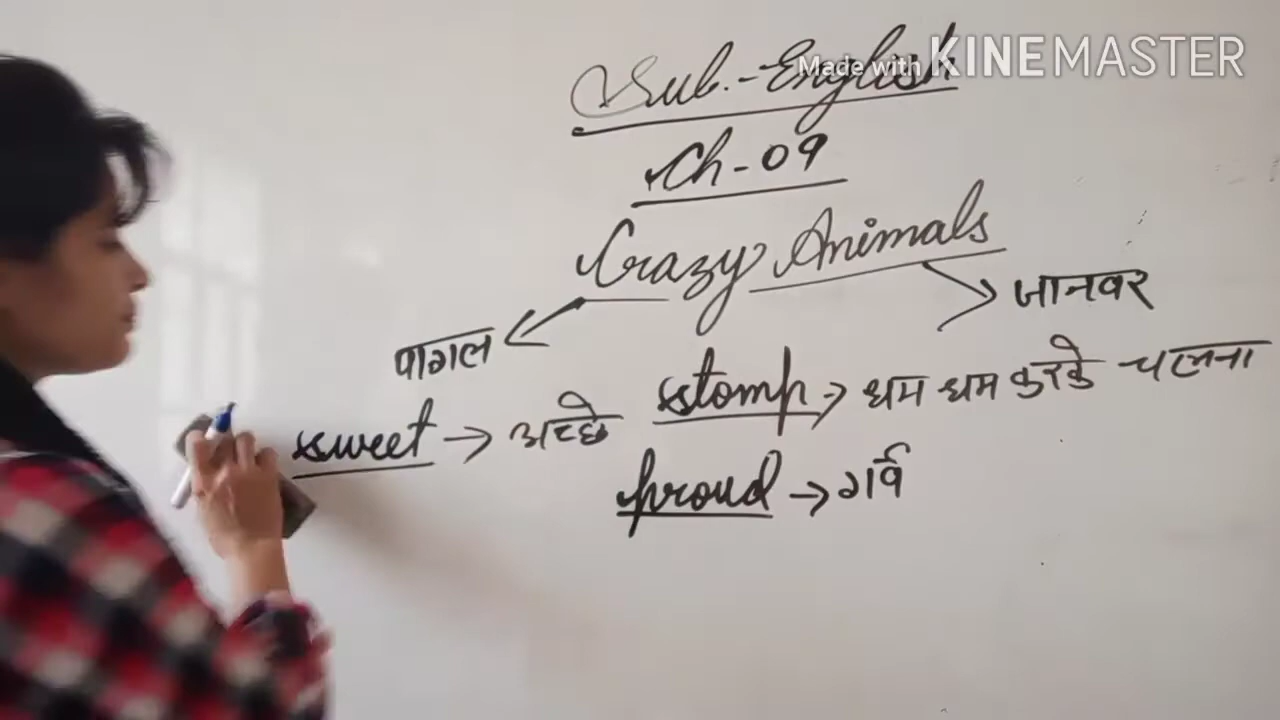 Made with KINEMASTER
Sub.-English
Ch-09
Crazy Animals
पागल
जानवर
sweet → अच्छे
stomp → धम धम करके चलना
proud → गर्व